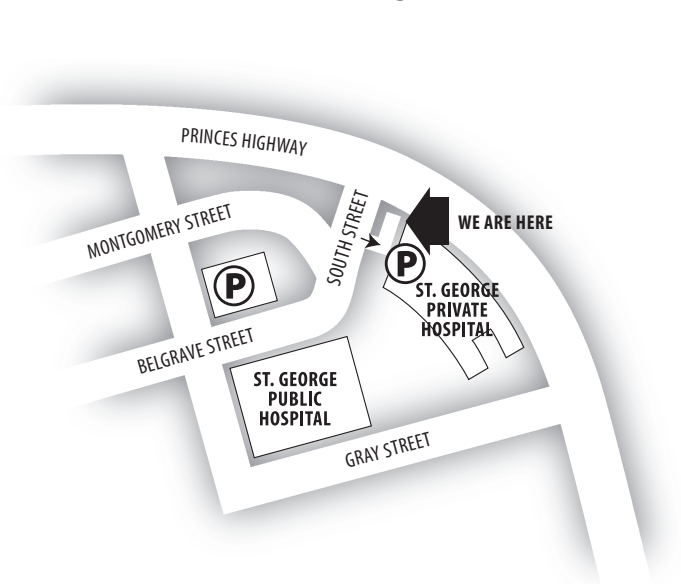 PRINCES HIGHWAY
MONTGOMERY STREET
SOUTH STREET
WE ARE HERE
P
P
ST. GEORGE
PRIVATE
HOSPITAL
BELGRAVE STREET
ST. GEORGE
PUBLIC
HOSPITAL
GRAY STREET